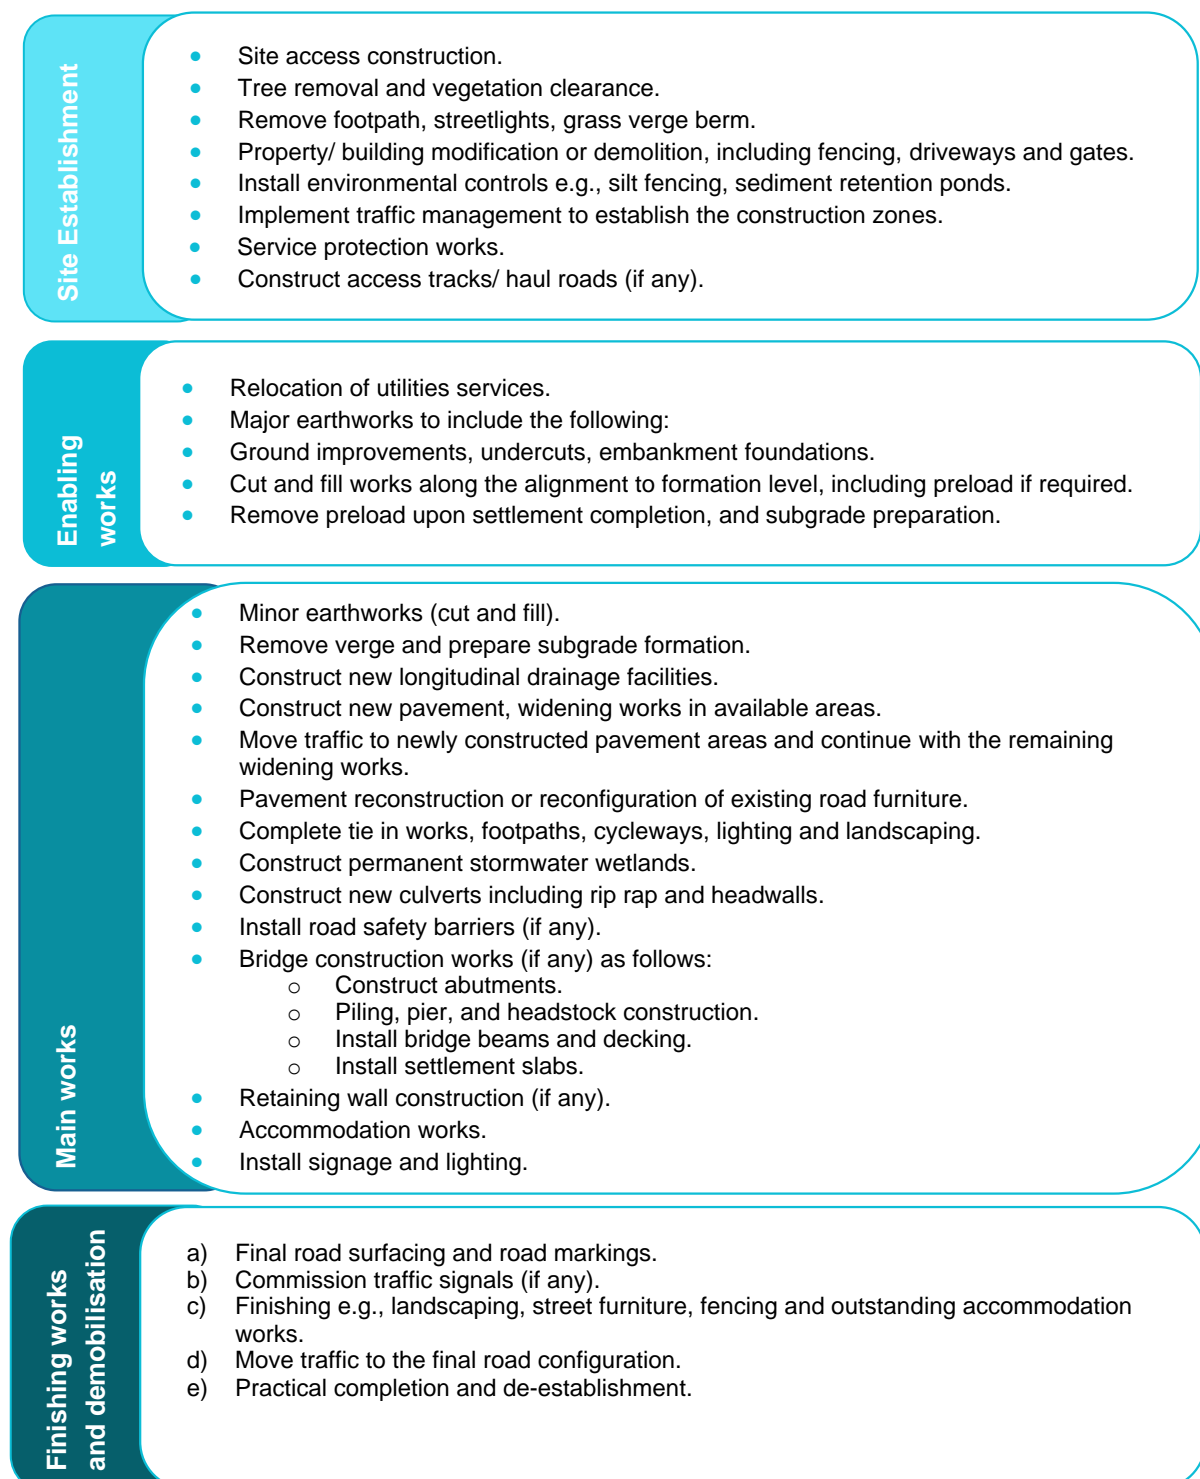 Site Establishment
• Site access construction.
• Tree removal and vegetation clearance.
• Remove footpath, streetlights, grass verge berm.
• Property/ building modification or demolition, including fencing, driveways and gates.
• Install environmental controls e.g., silt fencing, sediment retention ponds.
• Implement traffic management to establish the construction zones.
• Service protection works.
• Construct access tracks/ haul roads (if any).
Enabling
works
• Relocation of utilities services.
• Major earthworks to include the following:
• Ground improvements, undercuts, embankment foundations.
• Cut and fill works along the alignment to formation level, including preload if required.
• Remove preload upon settlement completion, and subgrade preparation.
Main works
• Minor earthworks (cut and fill).
• Remove verge and prepare subgrade formation.
• Construct new longitudinal drainage facilities.
• Construct new pavement, widening works in available areas.
• Move traffic to newly constructed pavement areas and continue with the remaining
widening works.
• Pavement reconstruction or reconfiguration of existing road furniture.
• Complete tie in works, footpaths, cycleways, lighting and landscaping.
• Construct permanent stormwater wetlands.
• Construct new culverts including rip rap and headwalls.
• Install road safety barriers (if any).
• Bridge construction works (if any) as follows:
o Construct abutments.
o Piling, pier, and headstock construction.
o Install bridge beams and decking.
o Install settlement slabs.
• Retaining wall construction (if any).
• Accommodation works.
• Install signage and lighting.
Finishing works
and demobilisation
a) Final road surfacing and road markings.
b) Commission traffic signals (if any).
c) Finishing e.g., landscaping, street furniture, fencing and outstanding accommodation
works.
d) Move traffic to the final road configuration.
e) Practical completion and de-establishment.